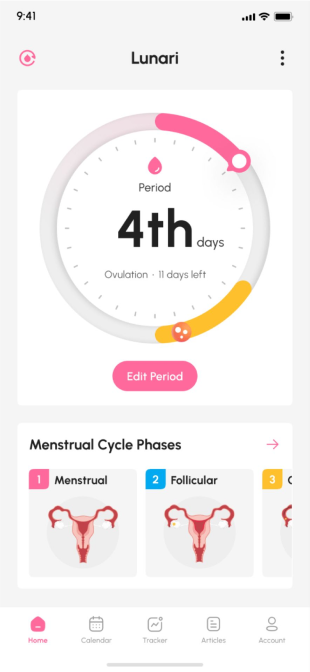 9:41
Lunari
Period
4th days
Ovulation · 11 days left
Edit Period
Menstrual Cycle Phases
1 Menstrual
2 Follicular
3
Home
Calendar
Tracker
Articles
Account